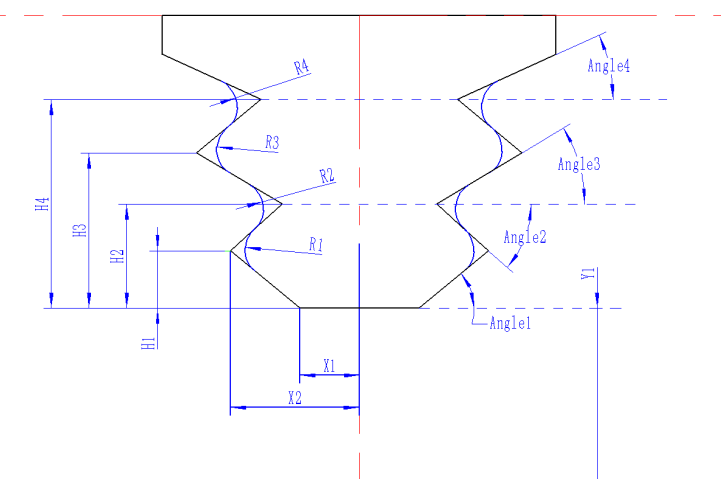 R4
Angle4
R3
Angle3
R2
H4
H3
H2
R1
Angle2
Y1
H1
Angle1
X1
X2